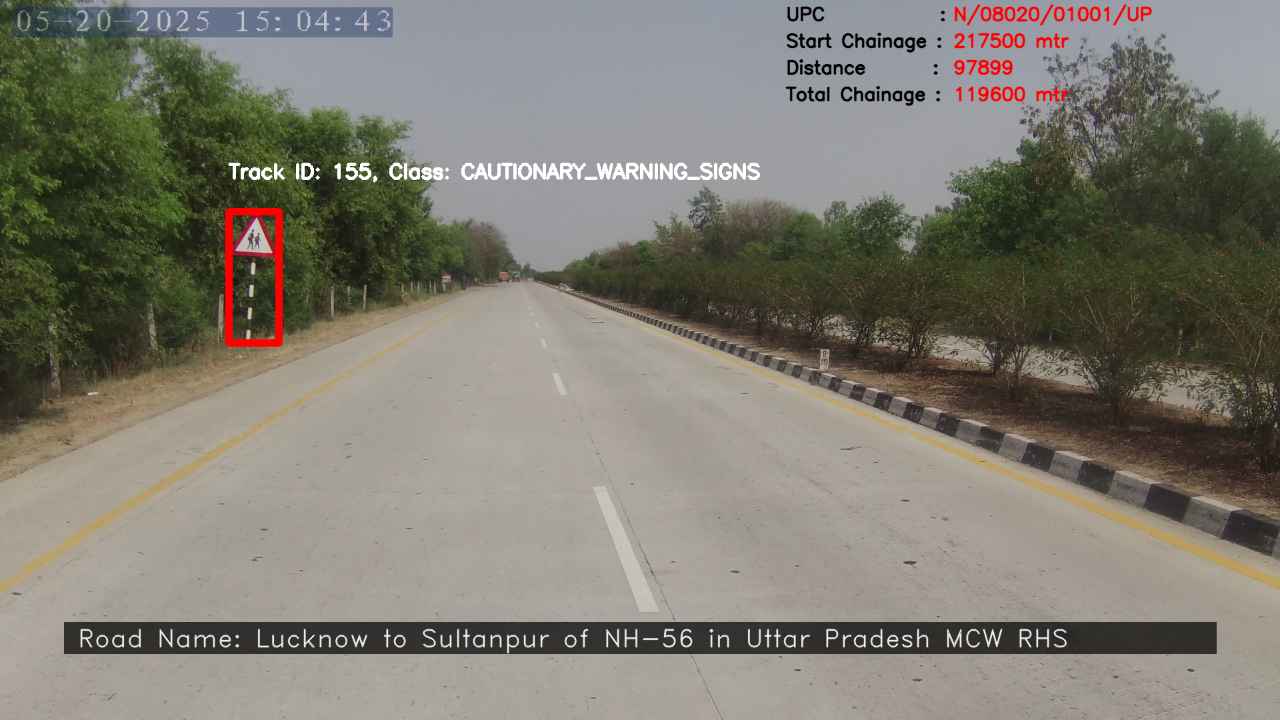 05-20-2025 15:04:43
UPC : N/08020/01001/UP
Start Chainage : 217500 mtr
Distance : 97899
Total Chainage : 119600 mtr
Track ID: 155, Class: CAUTIONARY_WARNING_SIGNS
Road Name: Lucknow to Sultanpur of NH-56 in Uttar Pradesh MCW RHS